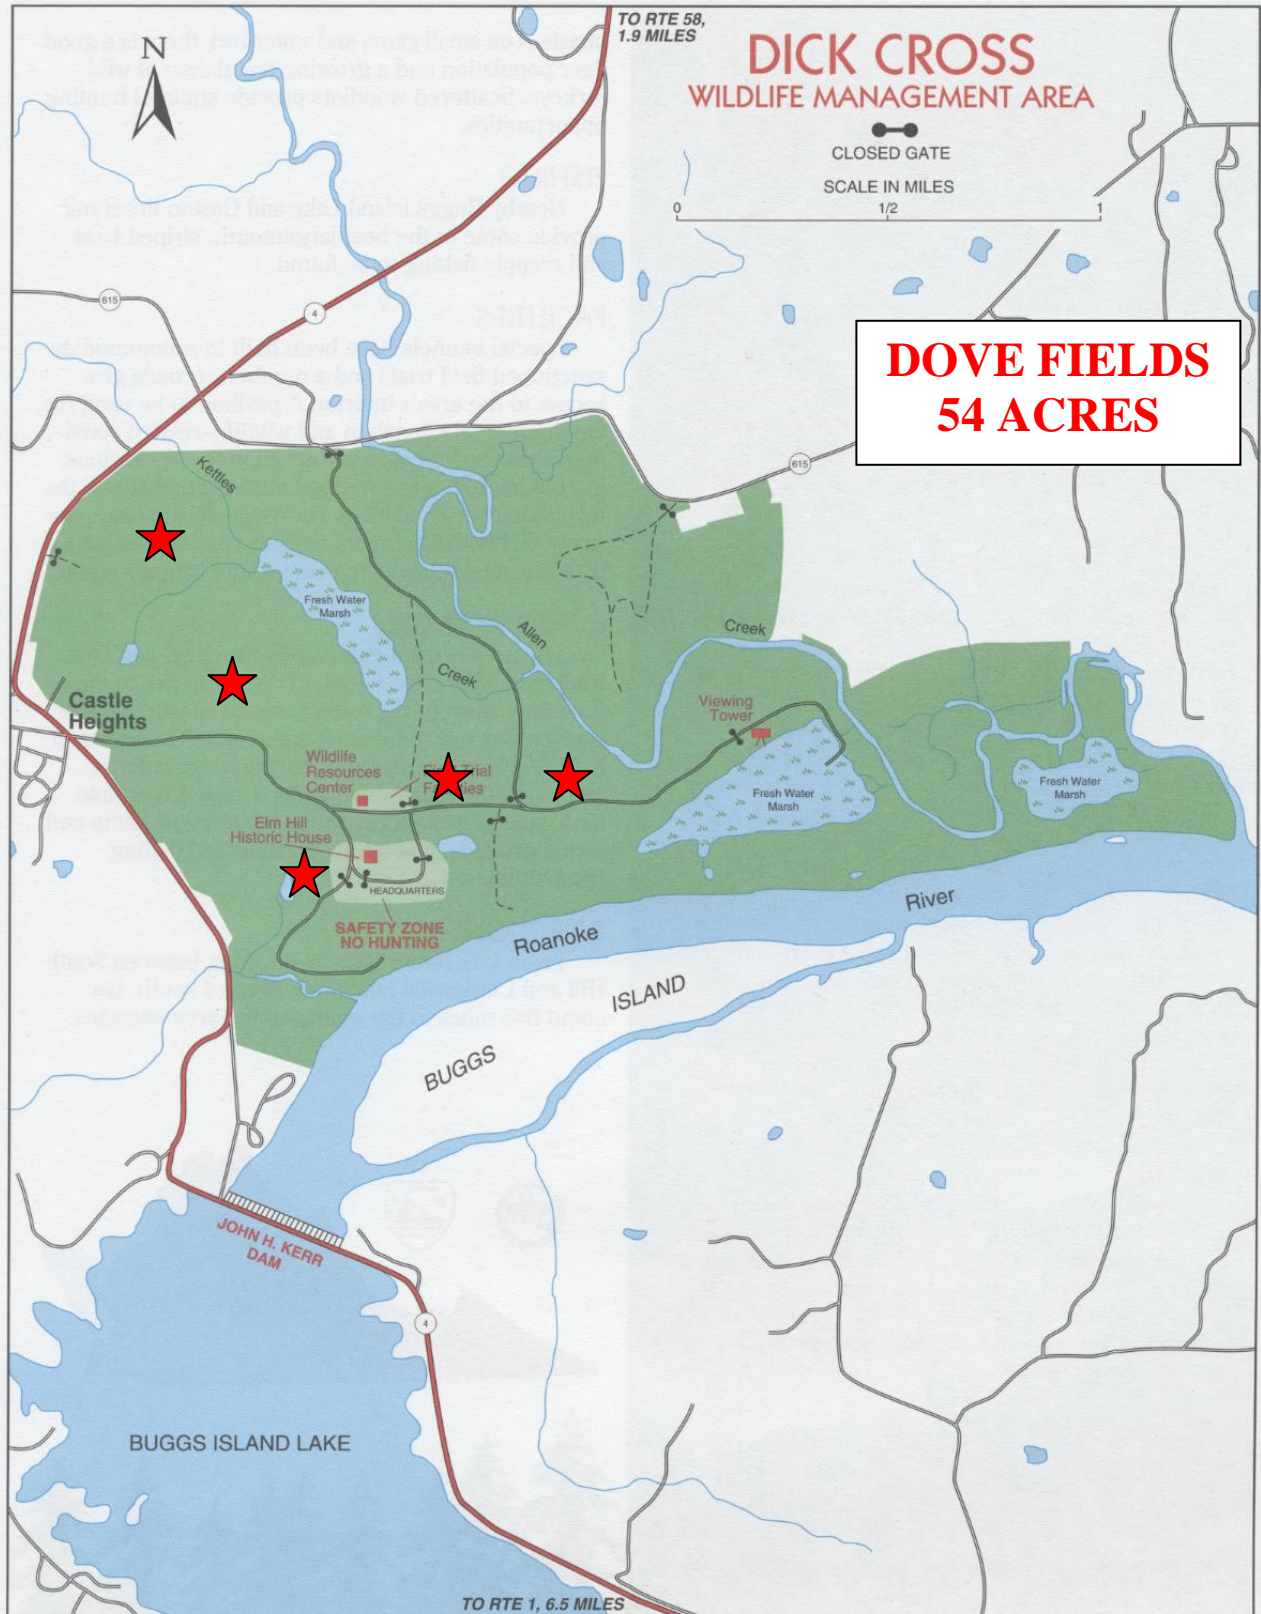 TO RTE 58,
1.9 MILES
DICK CROSS
WILDLIFE MANAGEMENT AREA
N
CLOSED GATE
SCALE IN MILES
0 1/2 1
615
4
DOVE FIELDS
54 ACRES
615
Kettles
Fresh Water
Marsh
Allen
Creek
Creek
Castle
Heights
Viewing
Tower
Wildlife
Resources
Center
Trial
Fresh Water
Marsh
Fresh Water
Marsh
Elm Hill
Historic House
HEADQUARTERS
SAFETY ZONE
NO HUNTING
Roanoke
River
BUGGS
ISLAND
JOHN H. KERR
DAM
4
BUGGS ISLAND LAKE
TO RTE 1, 6.5 MILES